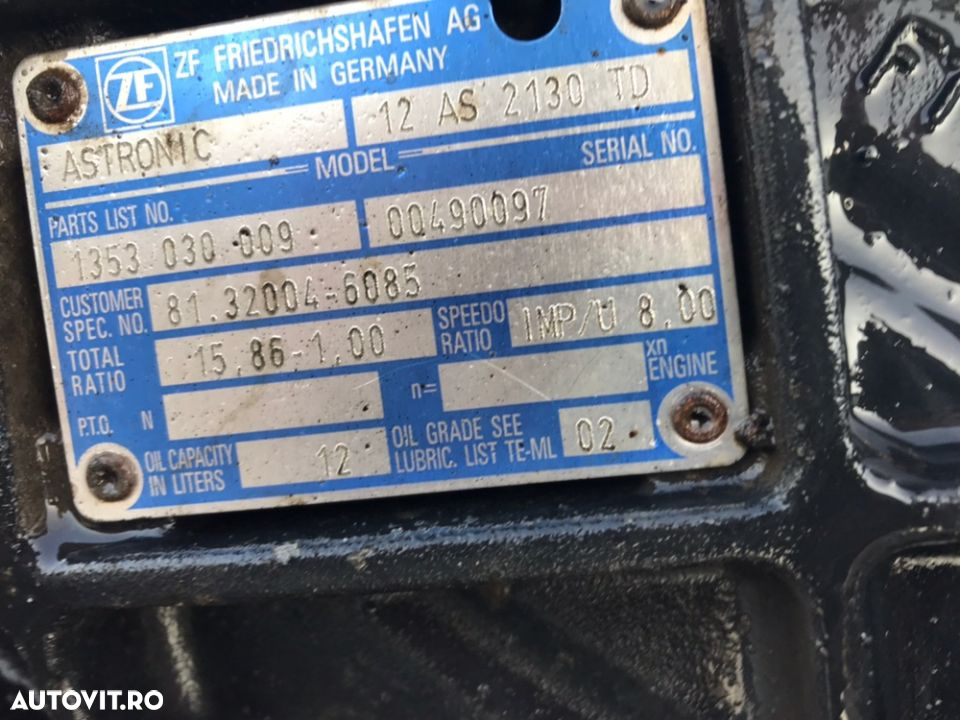 ZF
ZF FRIEDRICHSHAFEN AG
MADE IN GERMANY
ASTRONIC
12 AS 2130 TD
MODEL
PARTS LIST NO.
SERIAL NO.
1353 030 009
00490097
CUSTOMER
SPEC. NO.
81.32004-6085
TOTAL
RATIO
15,86-1,00
SPEEDO
RATIO
IMP/U 8.00
P.T.O. N
n=
xn
ENGINE
OIL CAPACITY
IN LITERS
12
OIL GRADE SEE
LUBRIC. LIST TE-ML
02
AUTOVIT.RO